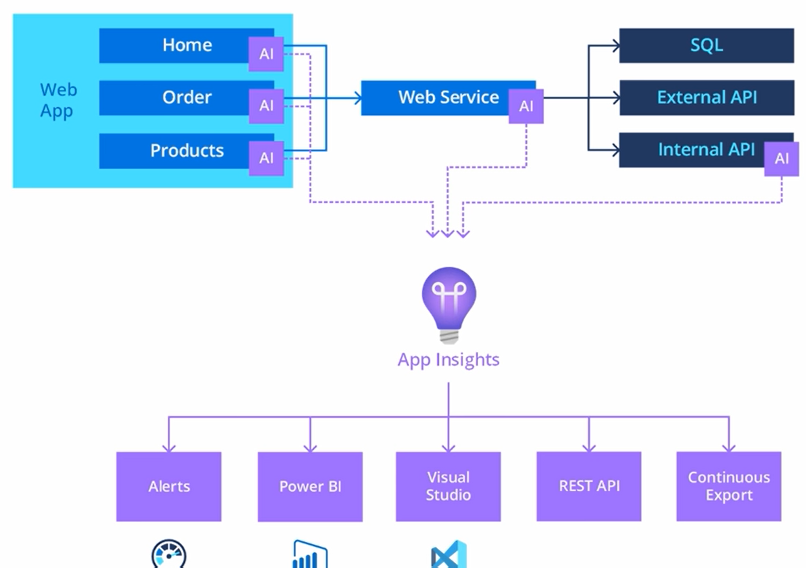 Home
AI
SQL
Web
App
Order
AI
Web Service
AI
External API
Products
AI
Internal API
AI
App Insights
Alerts
Power BI
Visual
Studio
REST API
Continuous
Export